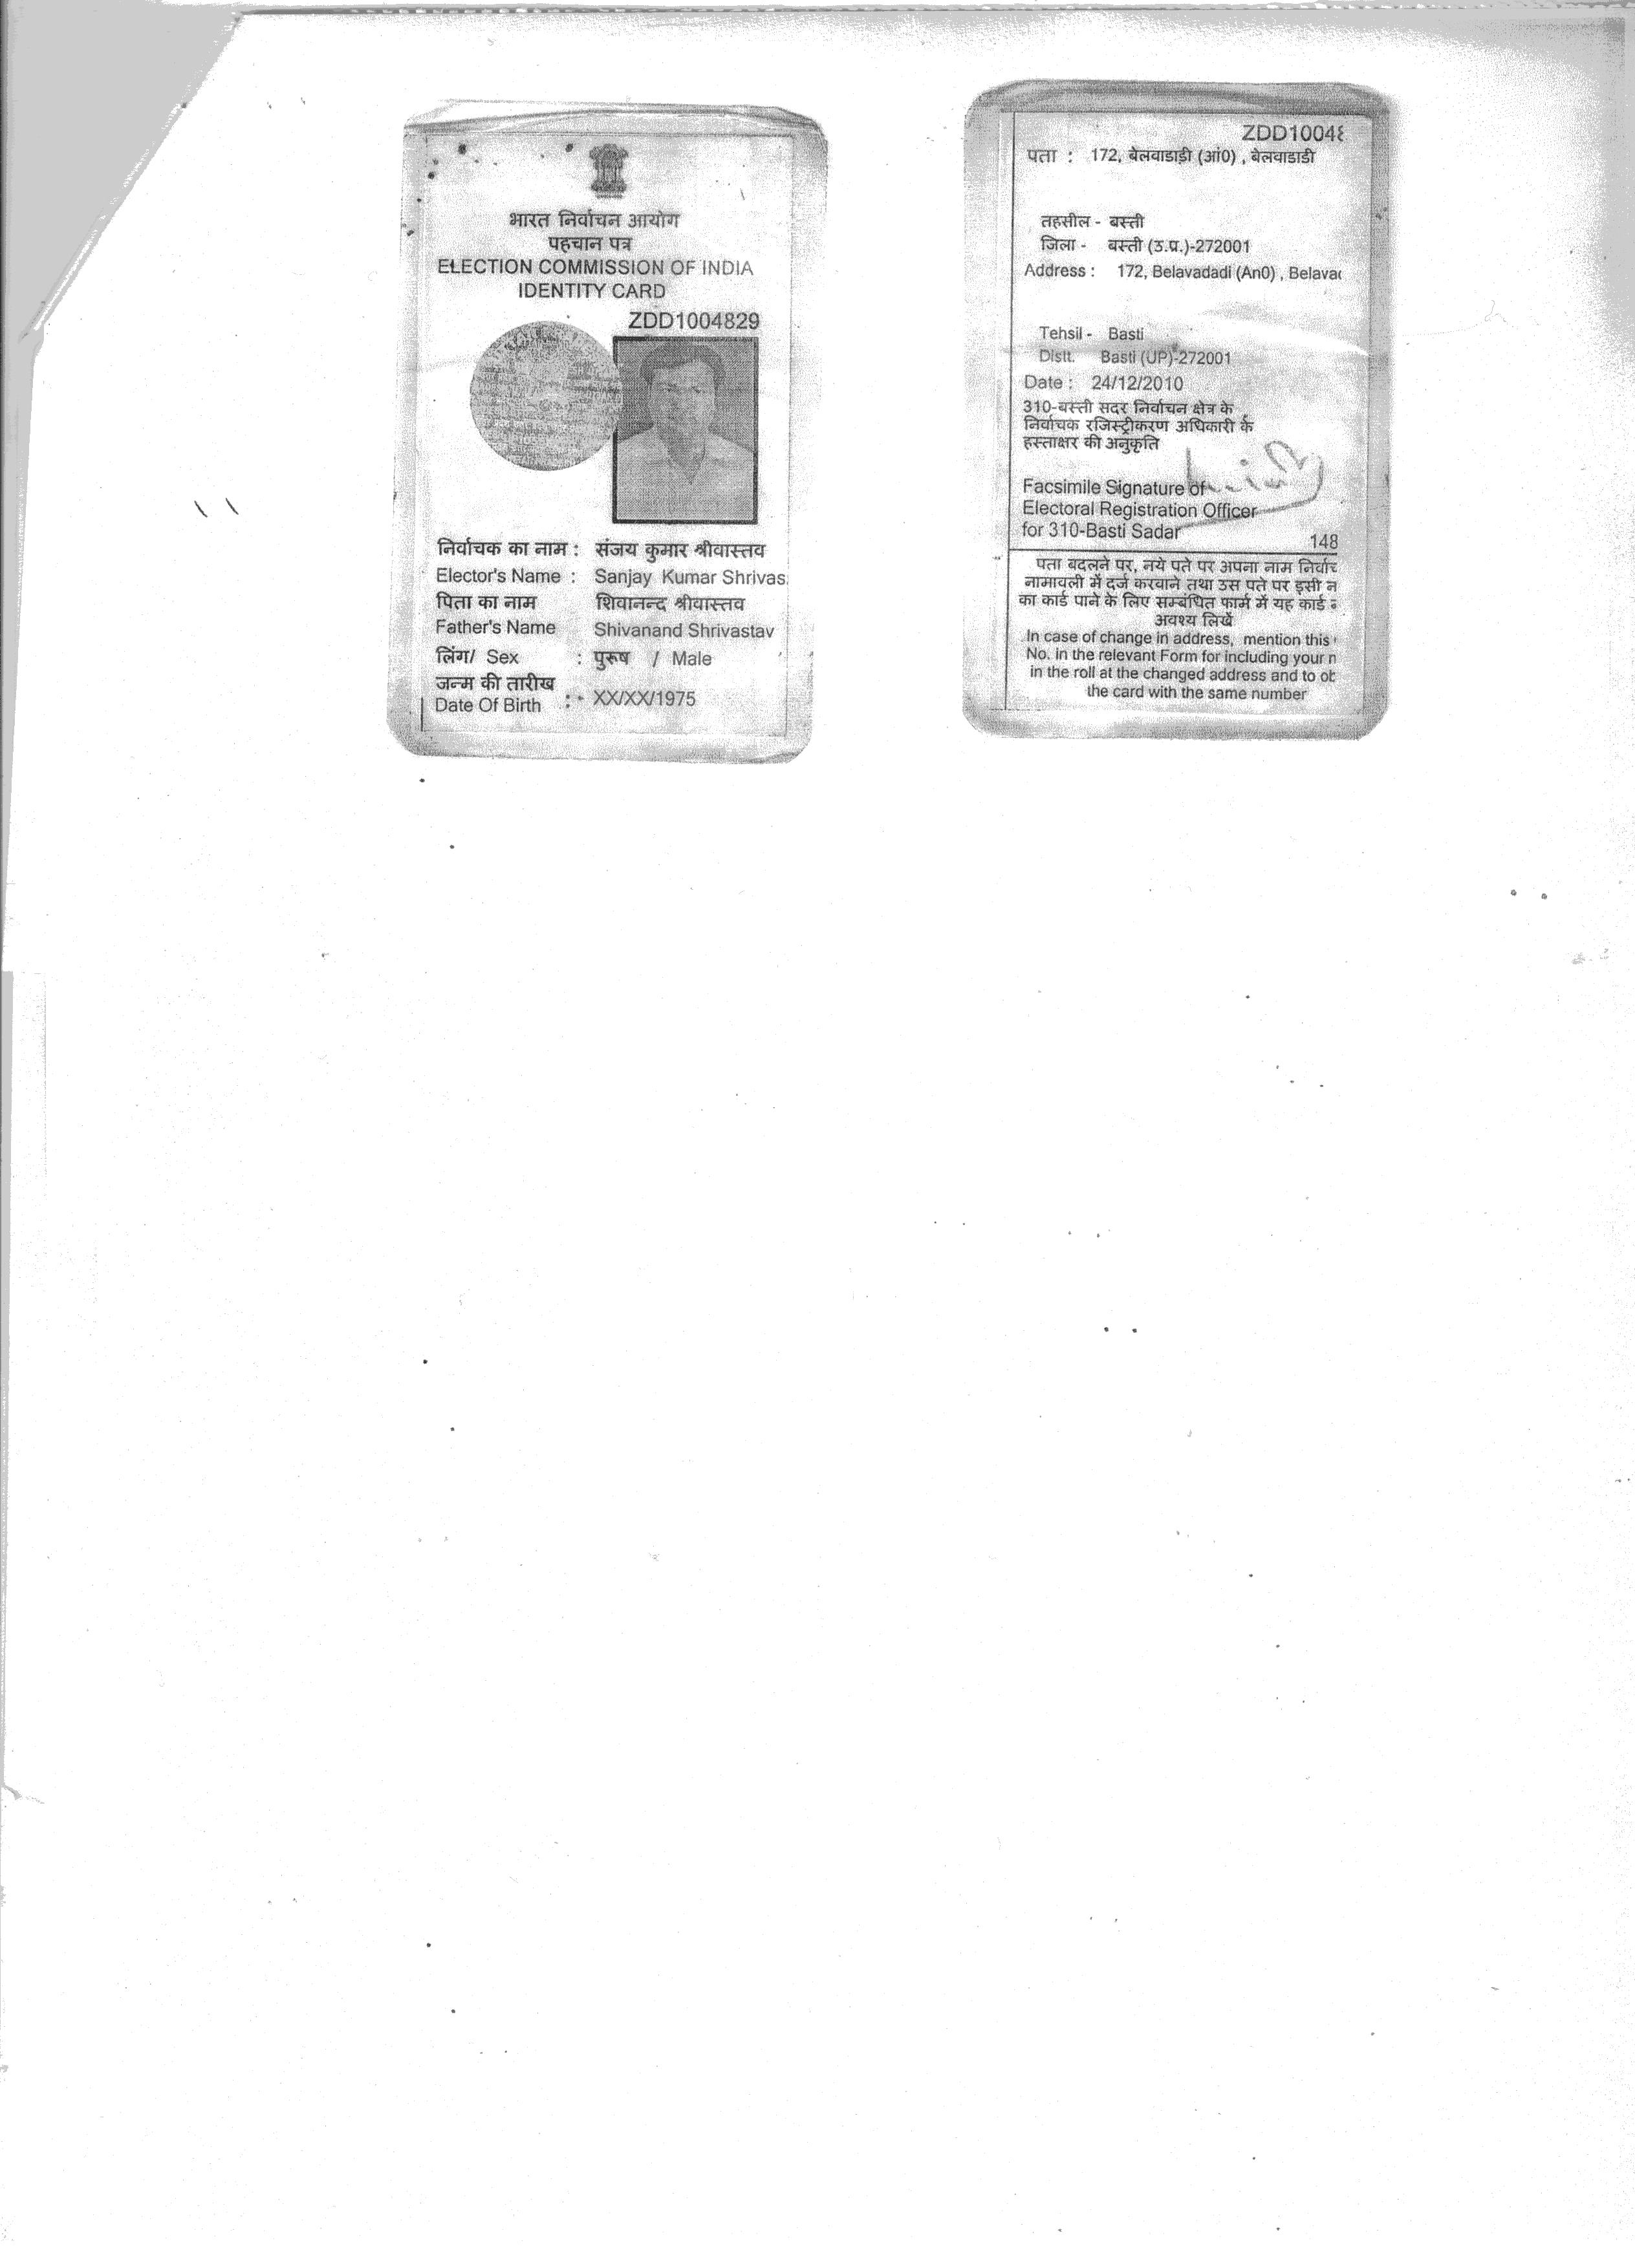 भारत निर्वाचन आयोग
पहचान पत्र
ELECTION COMMISSION OF INDIA
IDENTITY CARD
ZDD1004829
निर्वाचक का नाम : संजय कुमार श्रीवास्तव
Elector's Name : Sanjay Kumar Shrivas
पिता का नाम शिवानन्द श्रीवास्तव
Father's Name Shivanand Shrivastav
लिंग/ Sex : पुरूष / Male
जन्म की तारीख
Date Of Birth : XX/XX/1975
ZDD1004
पता : 172, बेलवाडाड़ी (आं0) , बेलवाडाडी
तहसील - बस्ती
जिला - बस्ती (उ.प्र.)-272001
Address : 172, Belavadadi (An0) , Belava
Tehsil - Basti
Distt. Basti (UP)-272001
Date : 24/12/2010
310-बस्ती सदर निर्वाचन क्षेत्र के
निर्वाचक रजिस्ट्रीकरण अधिकारी के
हस्ताक्षर की अनुकृति
Facsimile Signature of
Electoral Registration Officer
for 310-Basti Sadar
148
पता बदलने पर, नये पते पर अपना नाम निर्वाच
नामावली में दर्ज करवाने तथा उस पते पर इसी न
का कार्ड पाने के लिए सम्बंधित फार्म में यह कार्ड
अवश्य लिखें
In case of change in address, mention this
No. in the relevant Form for including your n
in the roll at the changed address and to ob
the card with the same number